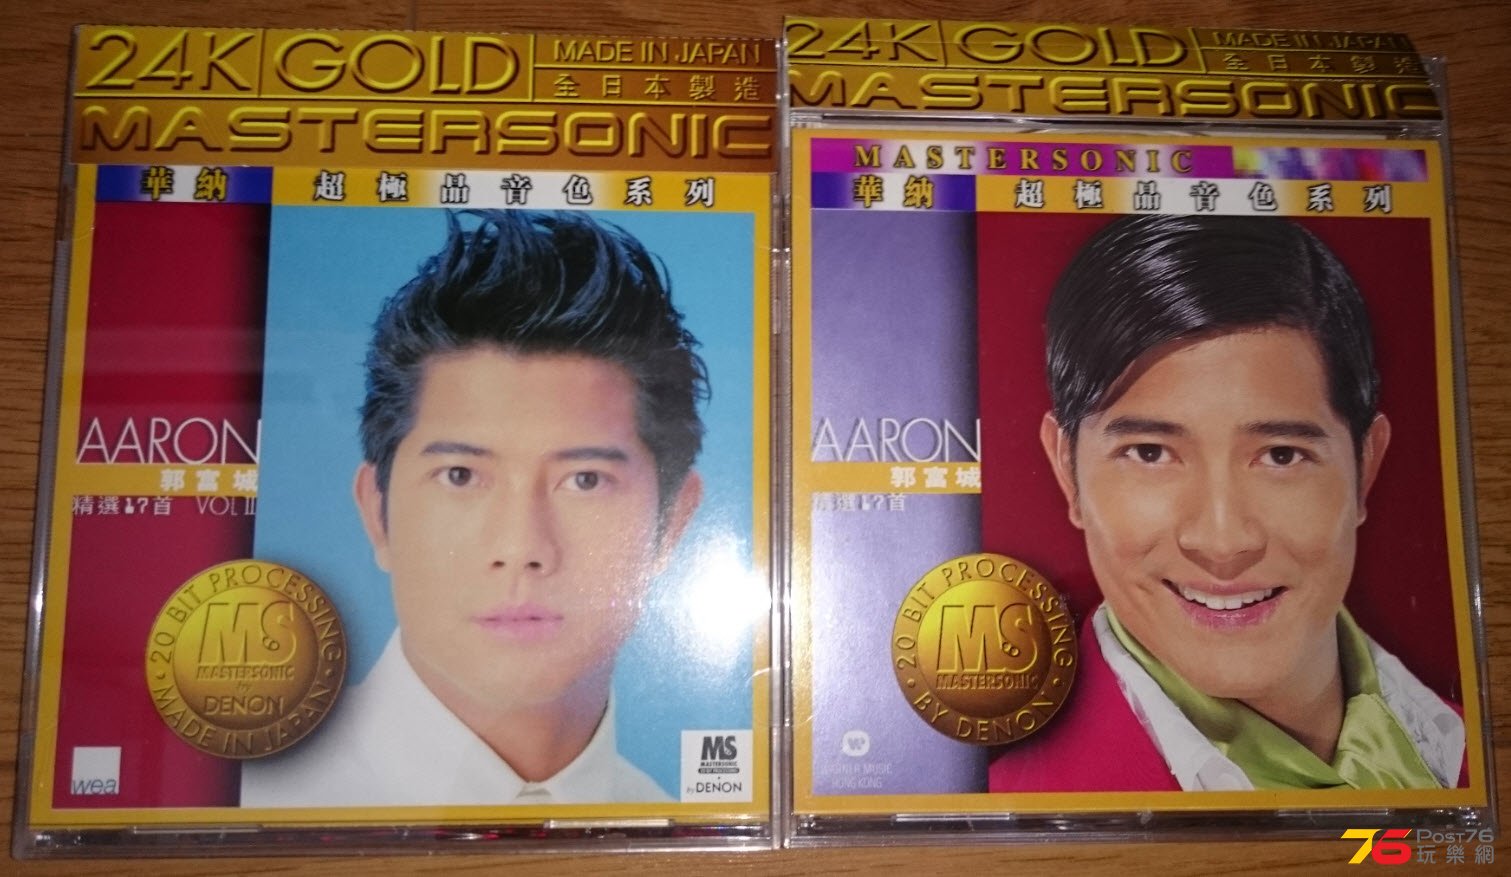 24K GOLD MADE IN JAPAN
全日本製造
MASTERSONIC
華納 超極品音色系列
AARON
郭富城
精選17首 VOL II
20 BIT PROCESSING
MS
MASTERSONIC
by
DENON
MADE IN JAPAN
wea
MS
MASTERSONIC
by DENON
24K GOLD MADE IN JAPAN
全日本製造
MASTERSONIC
MASTERSONIC
華納 超極品音色系列
AARON
郭富城
精選17首
20 BIT PROCESSING
MS
MASTERSONIC
BY DENON
WARNER MUSIC
HONG KONG
76 POST76
玩樂網